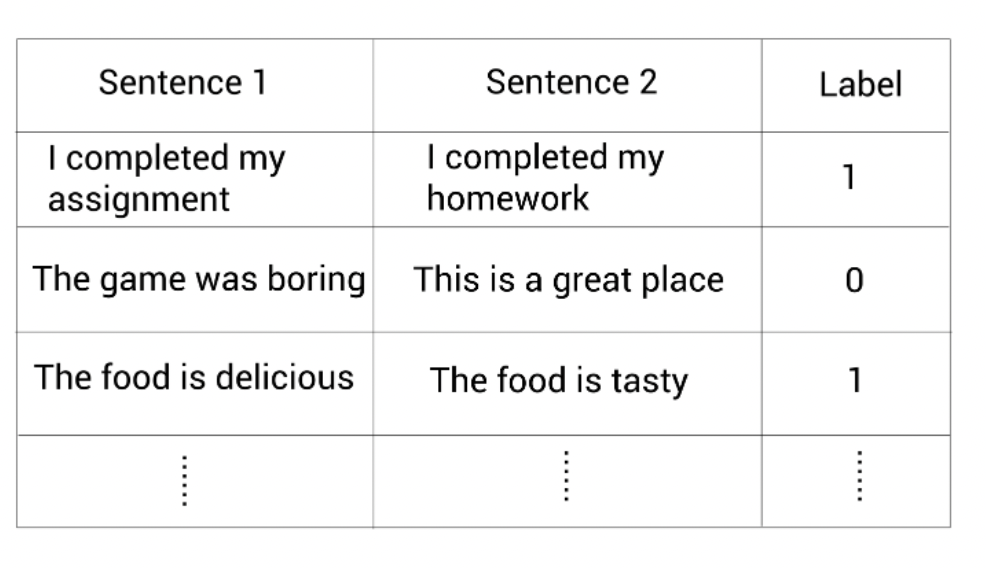 Sentence 1 Sentence 2 Label
I completed my
assignment
I completed my
homework
1
The game was boring This is a great place 0
The food is delicious The food is tasty 1